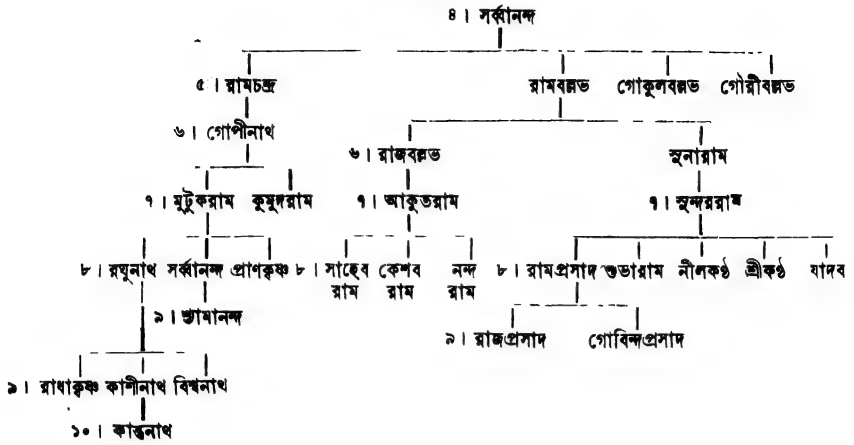 ৪। সর্ব্বানন্দ
৫। রামচন্দ্র রামবল্লভ গোকুলবল্লভ গৌরীবল্লভ
৬। গোপীনাথ
৬। রাজবল্লভ সুনারাম
৭। মুটুকরাম কুমুদরাম ৭। আকুতরাম ৭। সুন্দররাম
৮। রঘুনাথ সর্ব্বানন্দ প্রাণকৃষ্ণ ৮। সাহেব কেশব নন্দ ৮। রামপ্রসাদ শুভারাম নীলকণ্ঠ শ্রীকণ্ঠ যাদব
রাম রাম রাম
৯। শ্যামানন্দ
৯। রাজপ্রসাদ গোবিন্দপ্রসাদ
৯। রাধাকৃষ্ণ কাশীনাথ বিশ্বনাথ
১০। কান্তনাথ